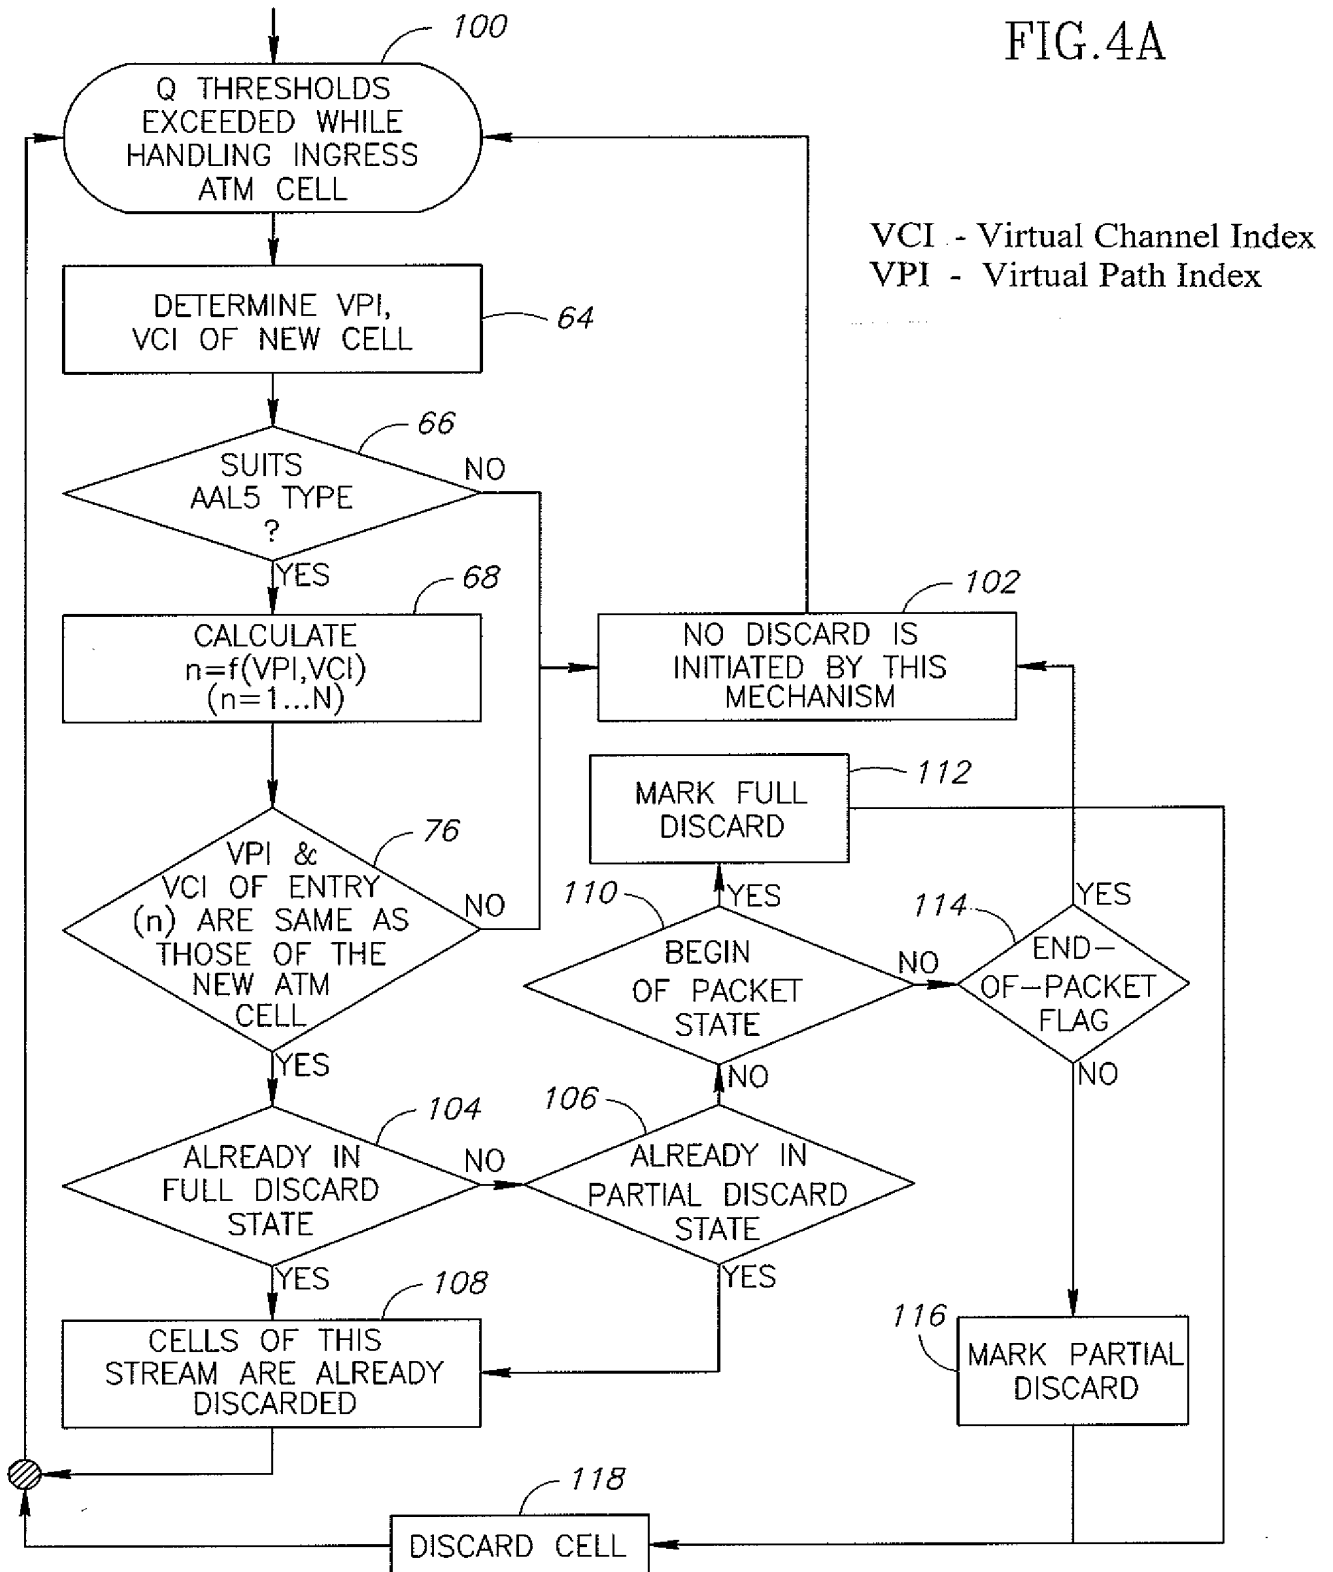 FIG.4A
100
Q THRESHOLDS
EXCEEDED WHILE
HANDLING INGRESS
ATM CELL
VCI - Virtual Channel Index
VPI - Virtual Path Index
DETERMINE VPI,
VCI OF NEW CELL
64
66
SUITS
AAL5 TYPE
?
NO
YES
68
CALCULATE
n=f(VPI,VCI)
(n=1...N)
102
NO DISCARD IS
INITIATED BY THIS
MECHANISM
112
MARK FULL
DISCARD
76
VPI &
VCI OF ENTRY
(n) ARE SAME AS
THOSE OF THE
NEW ATM
CELL
NO
YES
110
YES
BEGIN
OF PACKET
STATE
NO
NO
114
YES
END-
OF-PACKET
FLAG
NO
104
ALREADY IN
FULL DISCARD
STATE
NO
YES
106
ALREADY IN
PARTIAL DISCARD
STATE
YES
108
CELLS OF THIS
STREAM ARE ALREADY
DISCARDED
116
MARK PARTIAL
DISCARD
118
DISCARD CELL